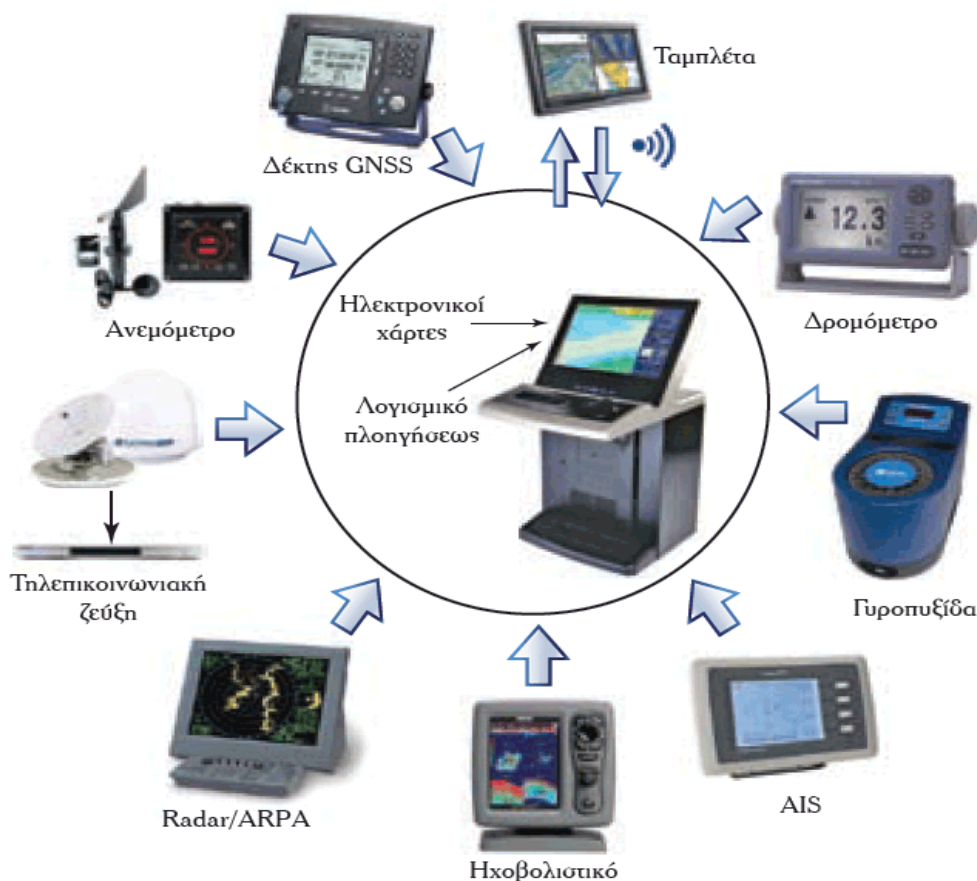 Ταμπλέτα
Δέκτης GNSS
12.3
Ανεμόμετρο
Ηλεκτρονικοί
χάρτες
Δρομόμετρο
Λογισμικό
πλοηγήσεως
Τηλεπικοινωνιακή
ζεύξη
Γυροπυξίδα
Radar/ARPA
AIS
Ηχοβολιστικό